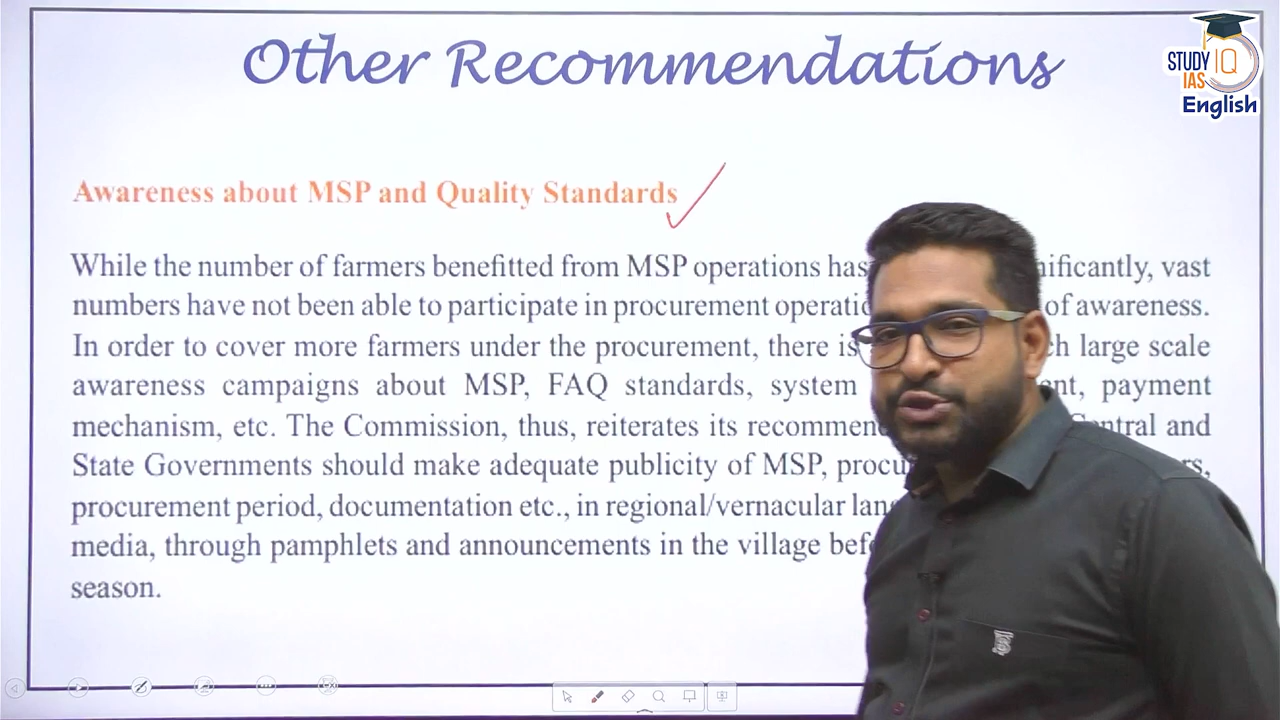 Other Recommendations
STUDY IQ
IAS
English
Awareness about MSP and Quality Standards
While the number of farmers benefitted from MSP operations has nificantly, vast
numbers have not been able to participate in procurement operatio of awareness.
In order to cover more farmers under the procurement, there is ch large scale
awareness campaigns about MSP, FAQ standards, system nt, payment
mechanism, etc. The Commission, thus, reiterates its recommen entral and
State Governments should make adequate publicity of MSP, procu rs,
procurement period, documentation etc., in regional/vernacular lan
media, through pamphlets and announcements in the village bef
season.